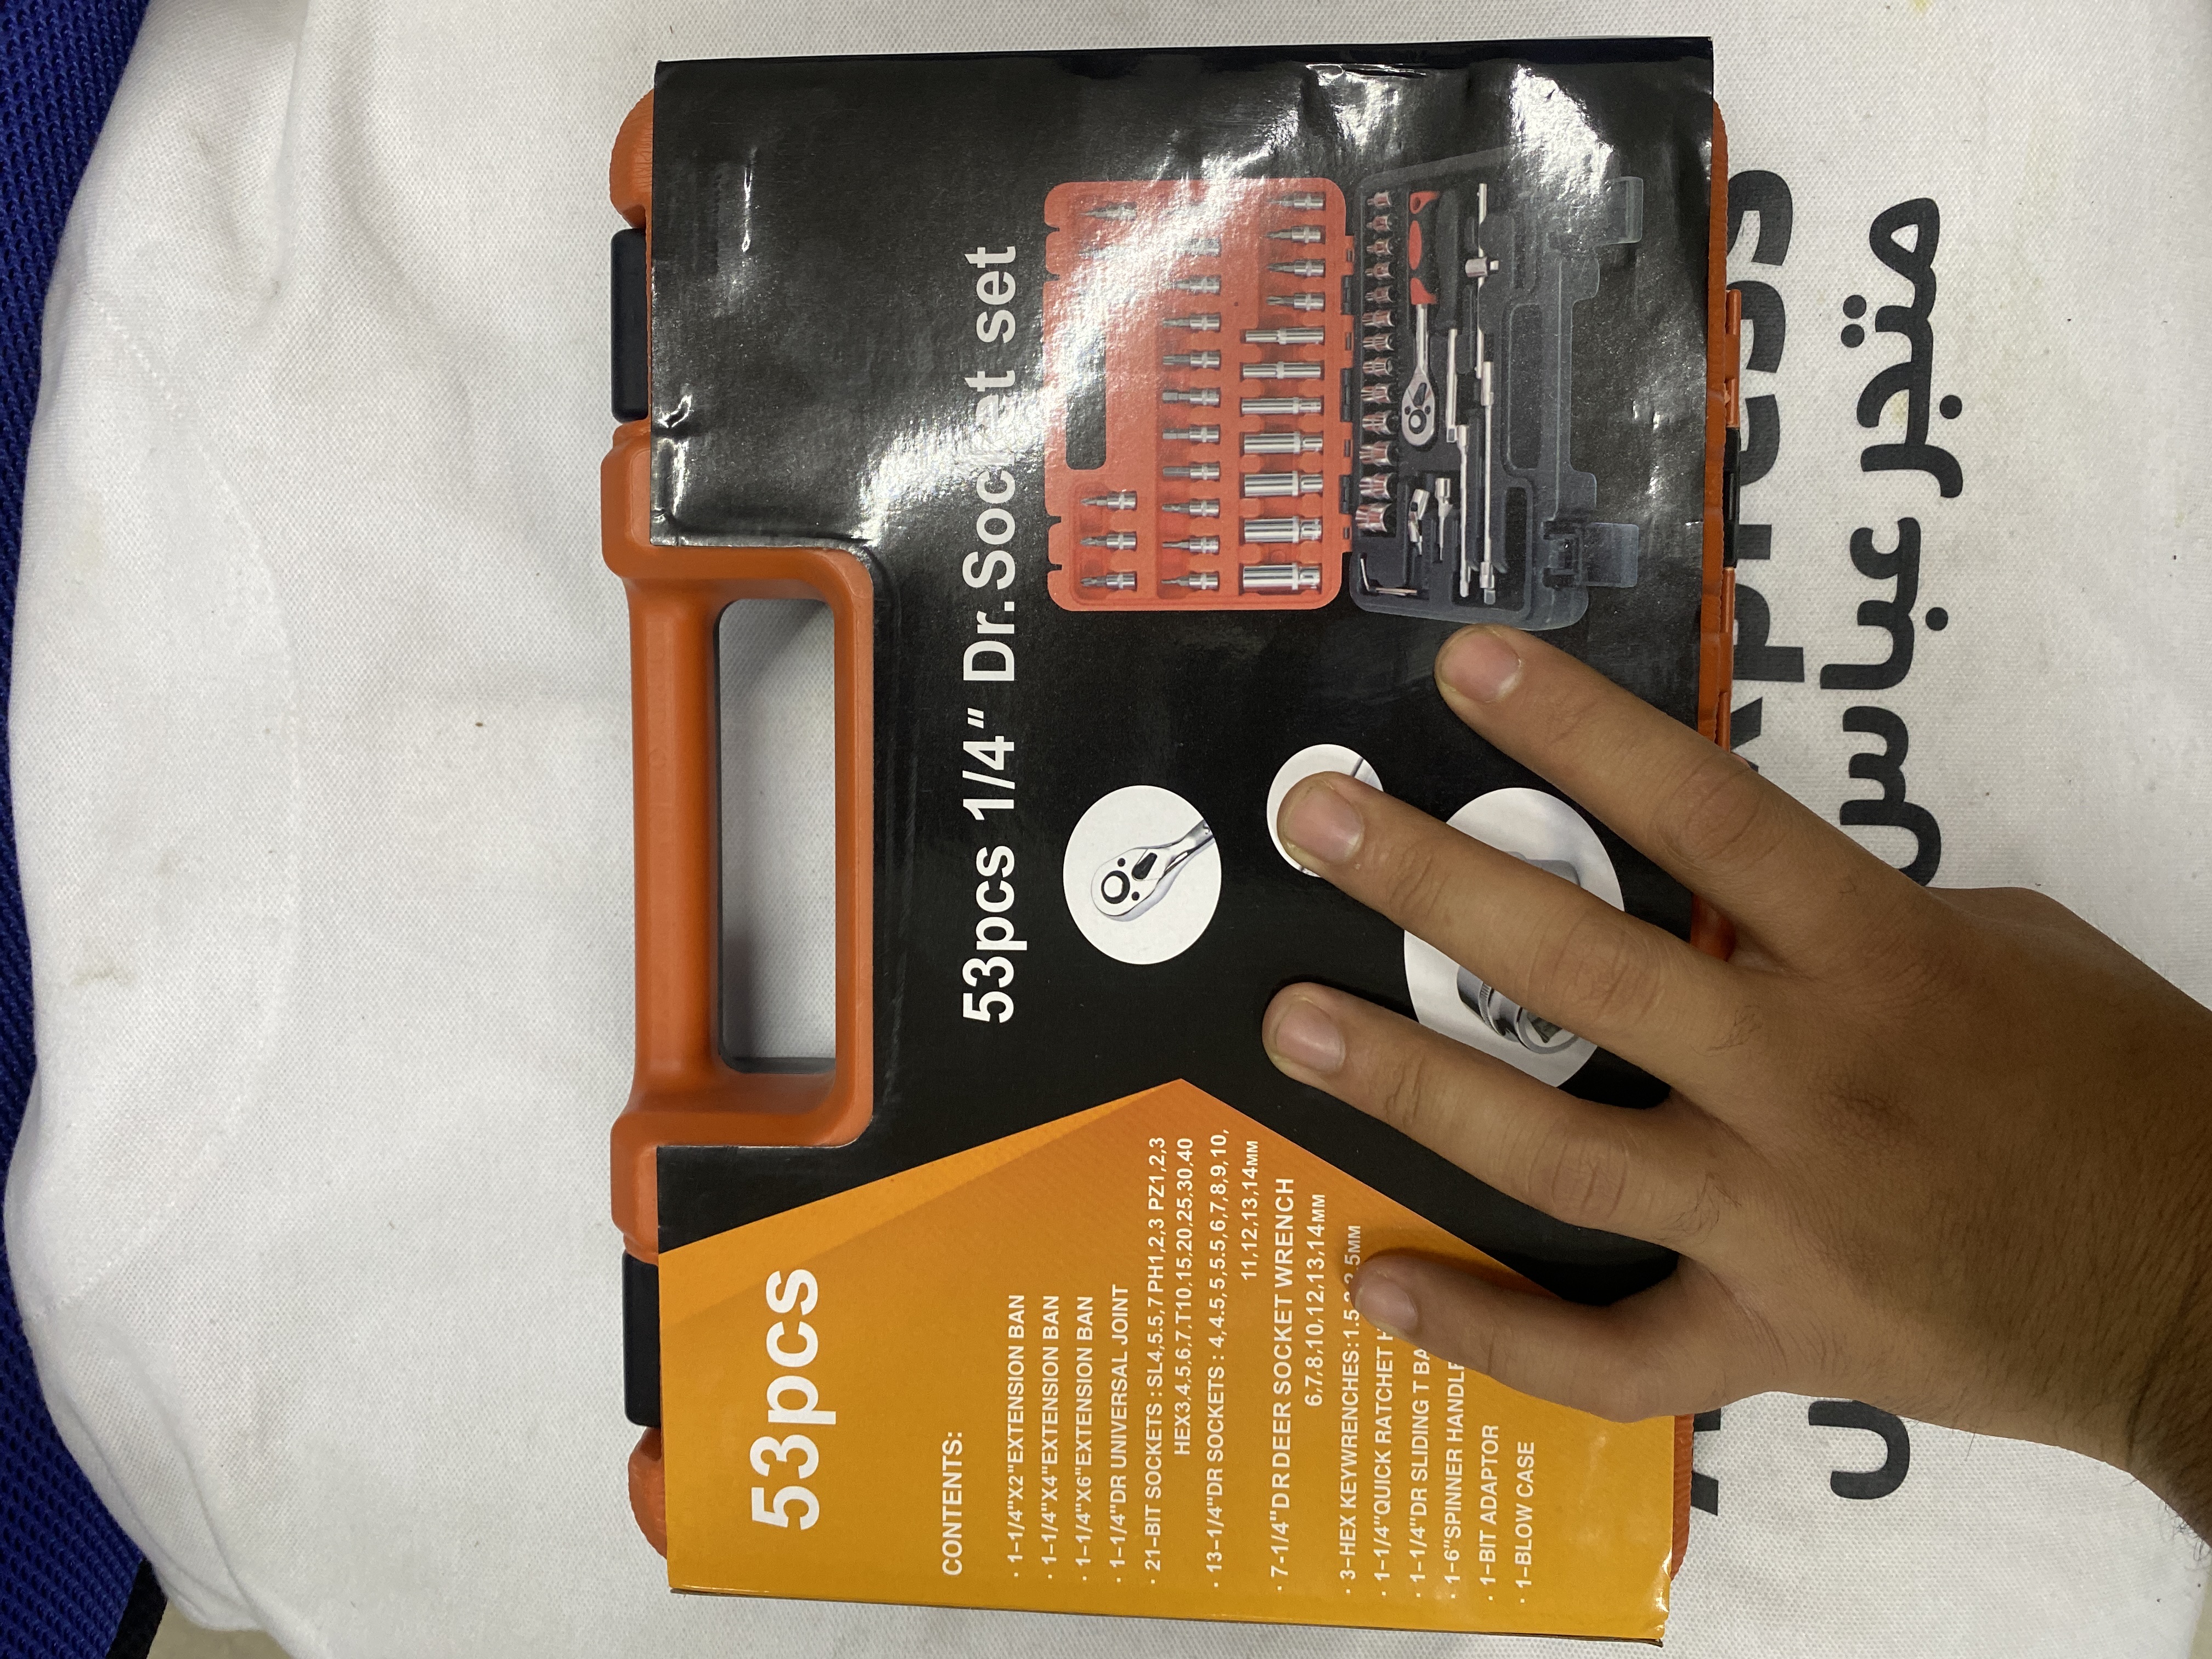 53pcs 1/4" Dr.Socket set
53pcs
CONTENTS:
· 1-1/4"X2"EXTENSION BAN
· 1-1/4"X4"EXTENSION BAN
· 1-1/4"X6"EXTENSION BAN
· 1-1/4"DR UNIVERSAL JOINT
· 21-BIT SOCKETS : SL4,5.5,7 PH1,2,3 PZ1,2,3
HEX3,4,5,6,7,T10,15,20,25,30,40
· 13-1/4"DR SOCKETS : 4,4.5,5,5.5,6,7,8,9,10,
11,12,13,14MM
· 7-1/4"DR DEER SOCKET WRENCH
6,7,8,10,12,13,14MM
· 3-HEX KEYWRENCHES:1.5,2,2.5MM
· 1-1/4"QUICK RATCHET
· 1-1/4"DR SLIDING T
· 1-6"SPINNER HANDLE
· 1-BIT ADAPTOR
· 1-BLOW CASE
متجر عباس